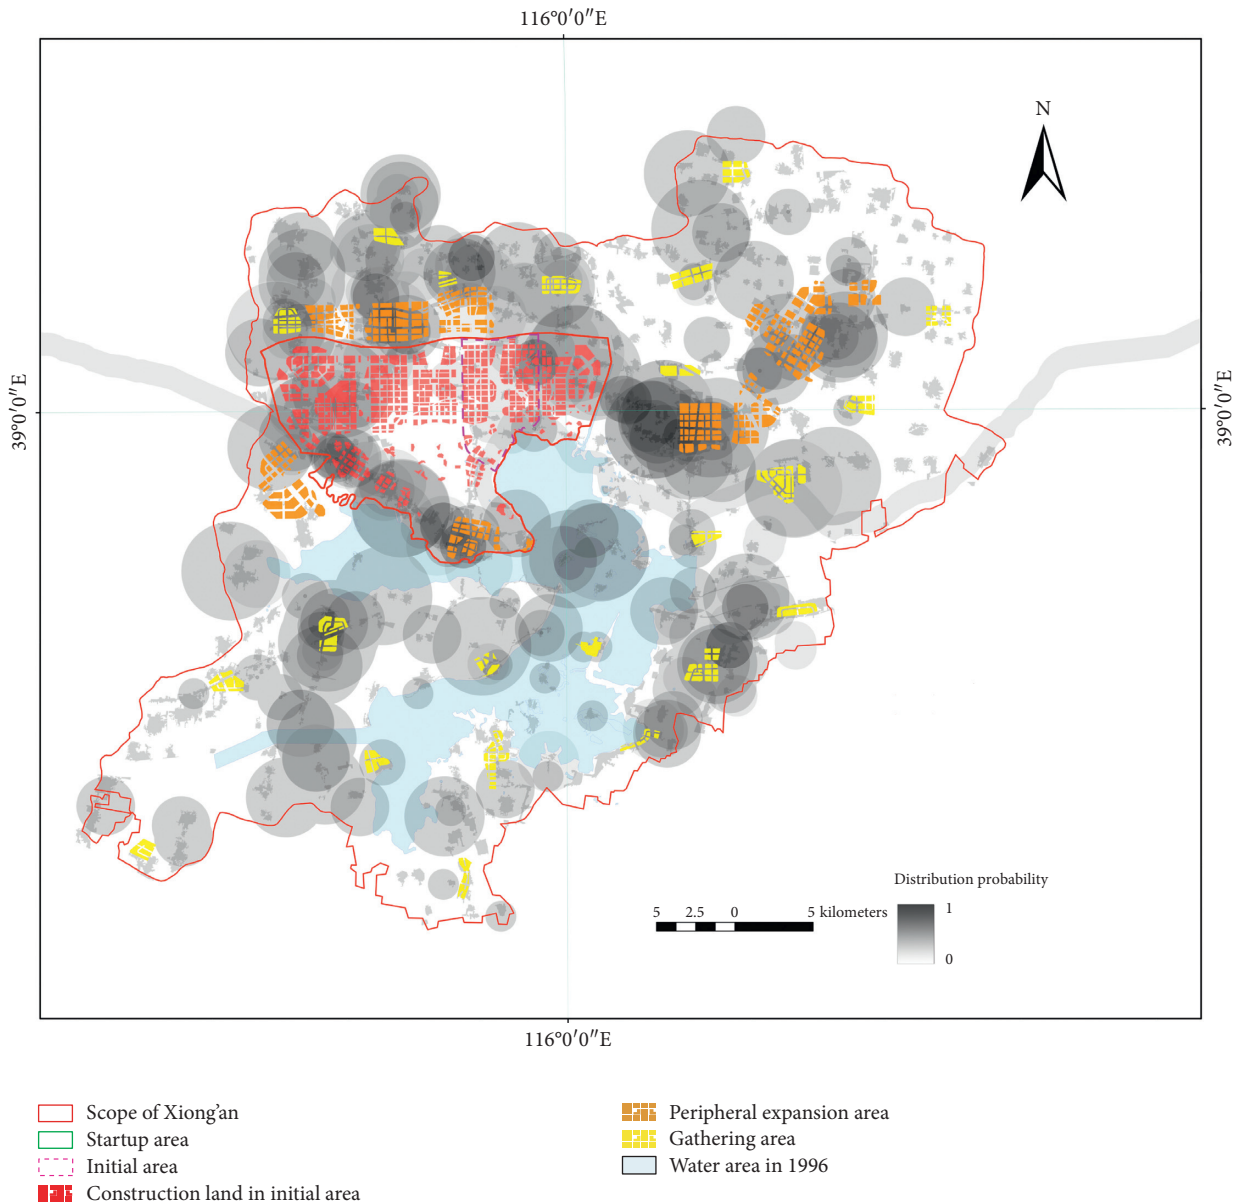 116°0′0″E
N
39°0′0″E
39°0′0″E
Distribution probability
1
0
5 2.5 0 5 kilometers
116°0′0″E
Scope of Xiong'an
Startup area
Initial area
Construction land in initial area
Peripheral expansion area
Gathering area
Water area in 1996